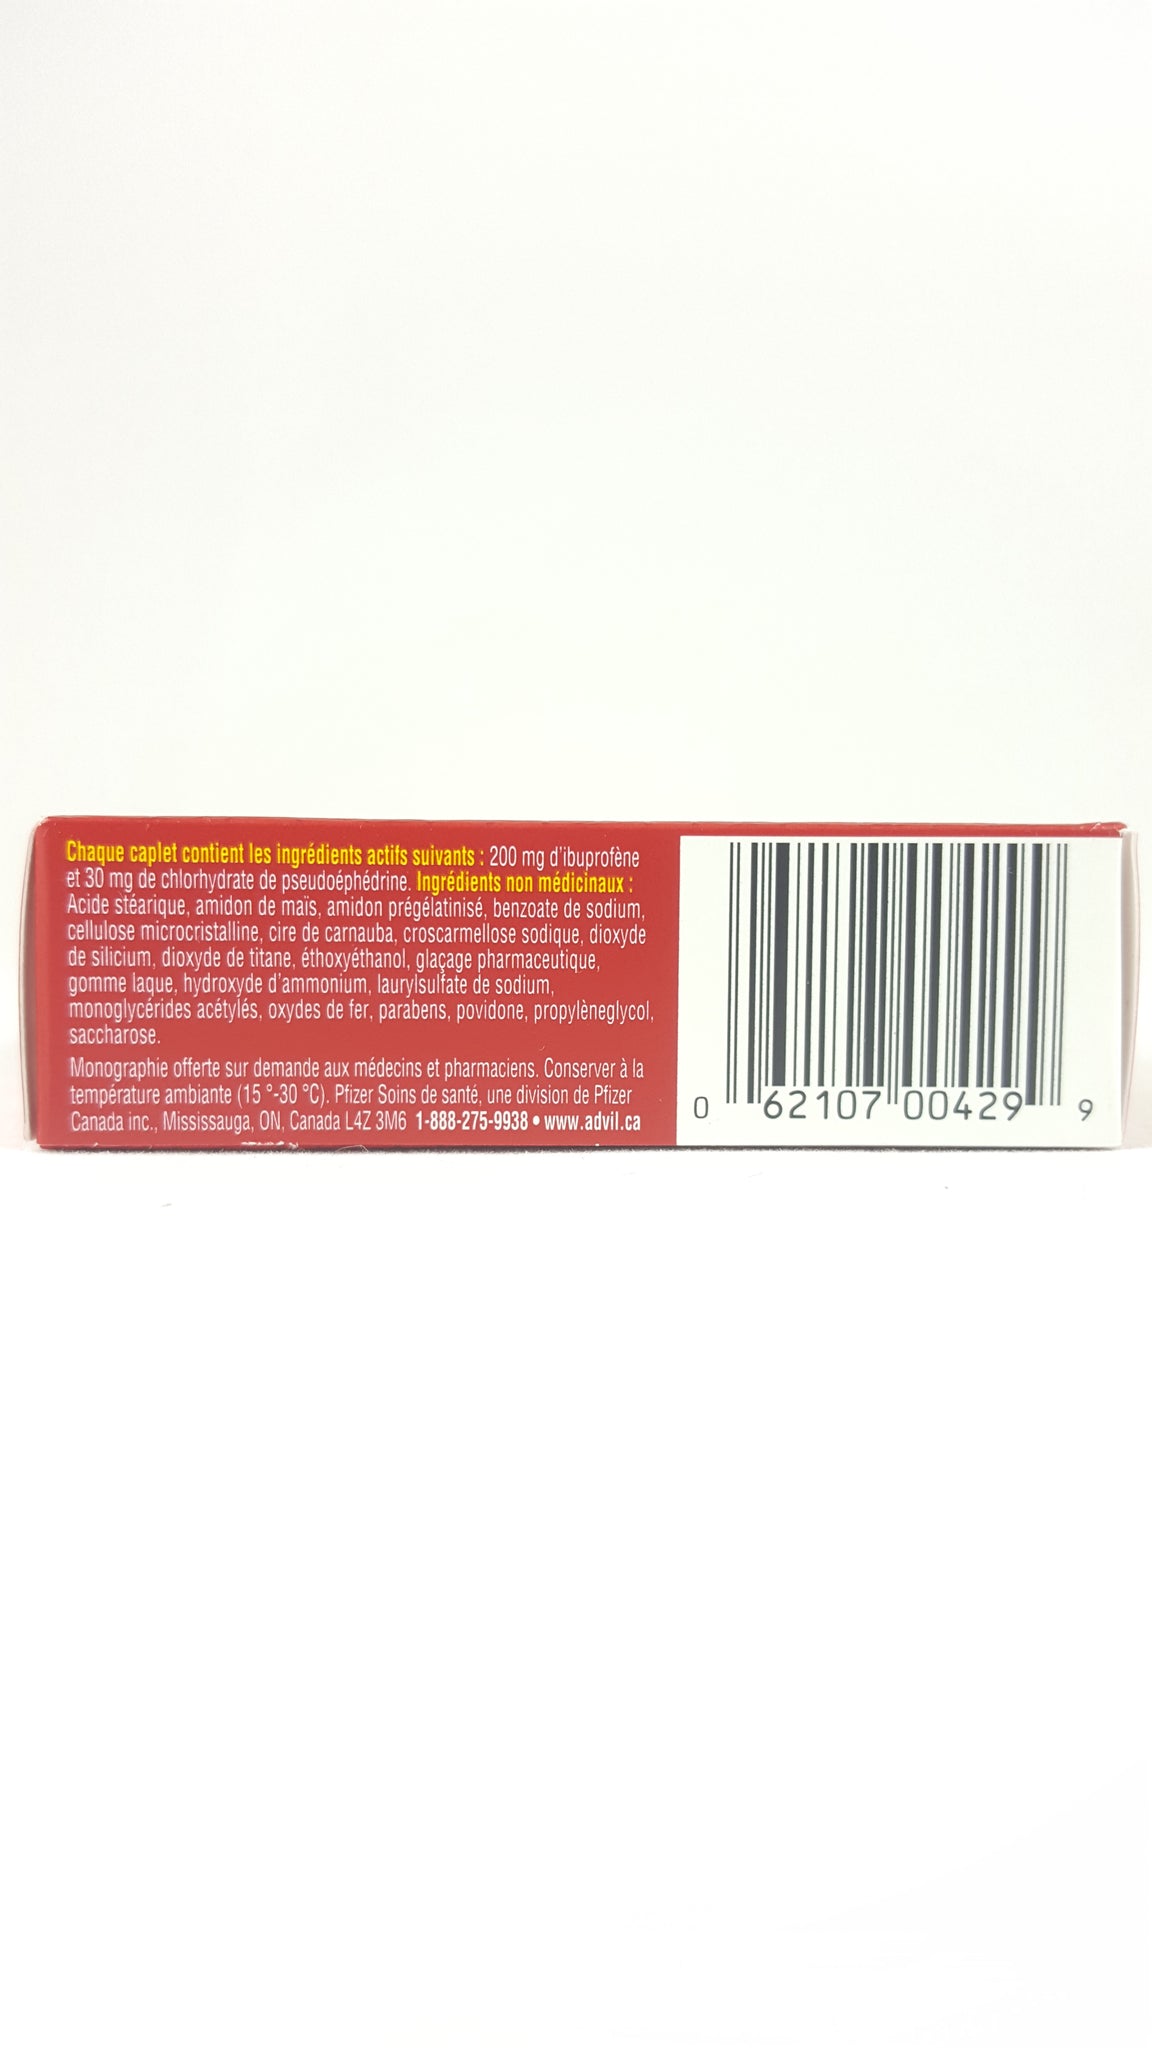 Chaque caplet contient les ingrédients actifs suivants : 200 mg d'ibuprofène
et 30 mg de chlorhydrate de pseudoéphédrine. Ingrédients non médicinaux :
Acide stéarique, amidon de maïs, amidon prégélatinisé, benzoate de sodium,
cellulose microcristalline, cire de carnauba, croscarmellose sodique, dioxyde
de silicium, dioxyde de titane, éthoxyéthanol, glaçage pharmaceutique,
gomme laque, hydroxyde d'ammonium, laurylsulfate de sodium,
monoglycérides acétylés, oxydes de fer, parabens, povidone, propylèneglycol,
saccharose.
Monographie offerte sur demande aux médecins et pharmaciens. Conserver à la
température ambiante (15 °-30 °C). Pfizer Soins de santé, une division de Pfizer
Canada inc., Mississauga, ON, Canada L4Z 3M6 1-888-275-9938 • www.advil.ca
0 62107 00429 9